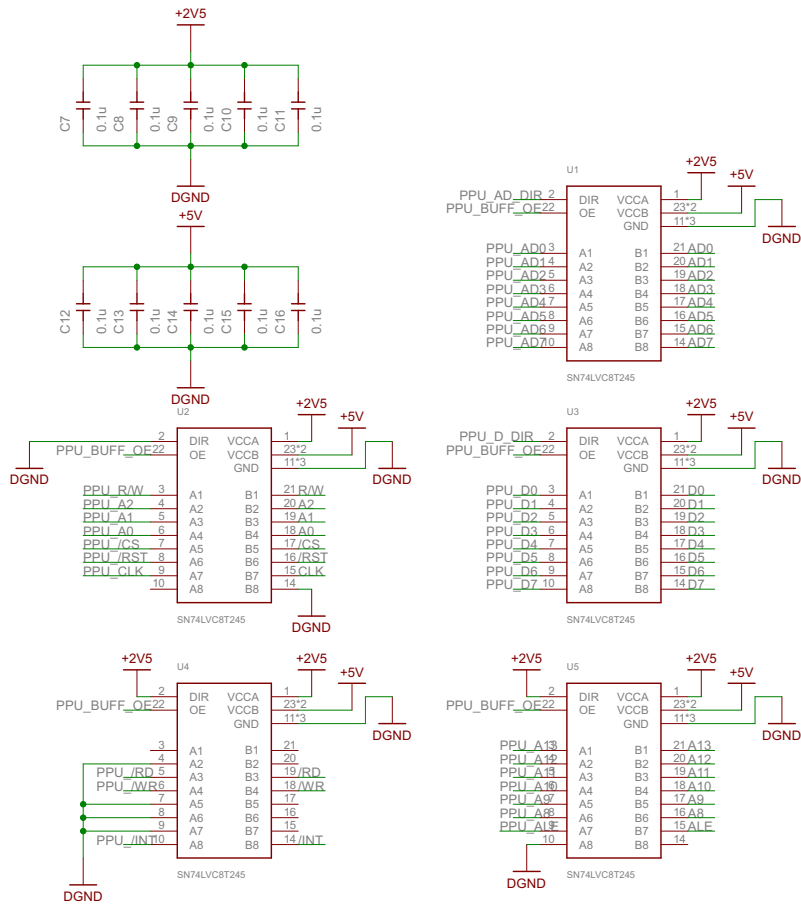 +2V5
C7 0.1u C8 0.1u C9 0.1u C10 0.1u C11 0.1u
DGND
+5V
C12 0.1u C13 0.1u C14 0.1u C15 0.1u C16 0.1u
DGND
U1
+2V5
+5V
PPU_AD_DIR 2 DIR VCCA 1
PPU_BUFF_OE 22 OE VCCB 23*2
GND 11*3
DGND
PPU_AD0 3 A1 B1 21 AD0
PPU_AD1 4 A2 B2 20 AD1
PPU_AD2 5 A3 B3 19 AD2
PPU_AD3 6 A4 B4 18 AD3
PPU_AD4 7 A5 B5 17 AD4
PPU_AD5 8 A6 B6 16 AD5
PPU_AD6 9 A7 B7 15 AD6
PPU_AD7 10 A8 B8 14 AD7
SN74LVC8T245
U2
+2V5
+5V
2 DIR VCCA 1
PPU_BUFF_OE 22 OE VCCB 23*2
GND 11*3
DGND
DGND
PPU_R/W 3 A1 B1 21 R/W
PPU_A2 4 A2 B2 20 A2
PPU_A1 5 A3 B3 19 A1
PPU_A0 6 A4 B4 18 A0
PPU_/CS 7 A5 B5 17 /CS
PPU_/RST 8 A6 B6 16 /RST
PPU_CLK 9 A7 B7 15 CLK
10 A8 B8 14
DGND
SN74LVC8T245
U3
+2V5
+5V
PPU_D_DIR 2 DIR VCCA 1
PPU_BUFF_OE 22 OE VCCB 23*2
GND 11*3
DGND
PPU_D0 3 A1 B1 21 D0
PPU_D1 4 A2 B2 20 D1
PPU_D2 5 A3 B3 19 D2
PPU_D3 6 A4 B4 18 D3
PPU_D4 7 A5 B5 17 D4
PPU_D5 8 A6 B6 16 D5
PPU_D6 9 A7 B7 15 D6
PPU_D7 10 A8 B8 14 D7
SN74LVC8T245
U4
+2V5
+2V5
+5V
2 DIR VCCA 1
PPU_BUFF_OE 22 OE VCCB 23*2
GND 11*3
DGND
3 A1 B1 21
4 A2 B2 20
PPU_/RD 5 A3 B3 19 /RD
PPU_/WR 6 A4 B4 18 /WR
7 A5 B5 17
8 A6 B6 16
9 A7 B7 15
PPU_/INT 10 A8 B8 14 /INT
DGND
SN74LVC8T245
U5
+2V5
+2V5
+5V
2 DIR VCCA 1
PPU_BUFF_OE 22 OE VCCB 23*2
GND 11*3
DGND
PPU_A13 3 A1 B1 21 A13
PPU_A12 4 A2 B2 20 A12
PPU_A11 5 A3 B3 19 A11
PPU_A10 6 A4 B4 18 A10
PPU_A9 7 A5 B5 17 A9
PPU_A8 8 A6 B6 16 A8
PPU_ALE 9 A7 B7 15 ALE
10 A8 B8 14
DGND
SN74LVC8T245